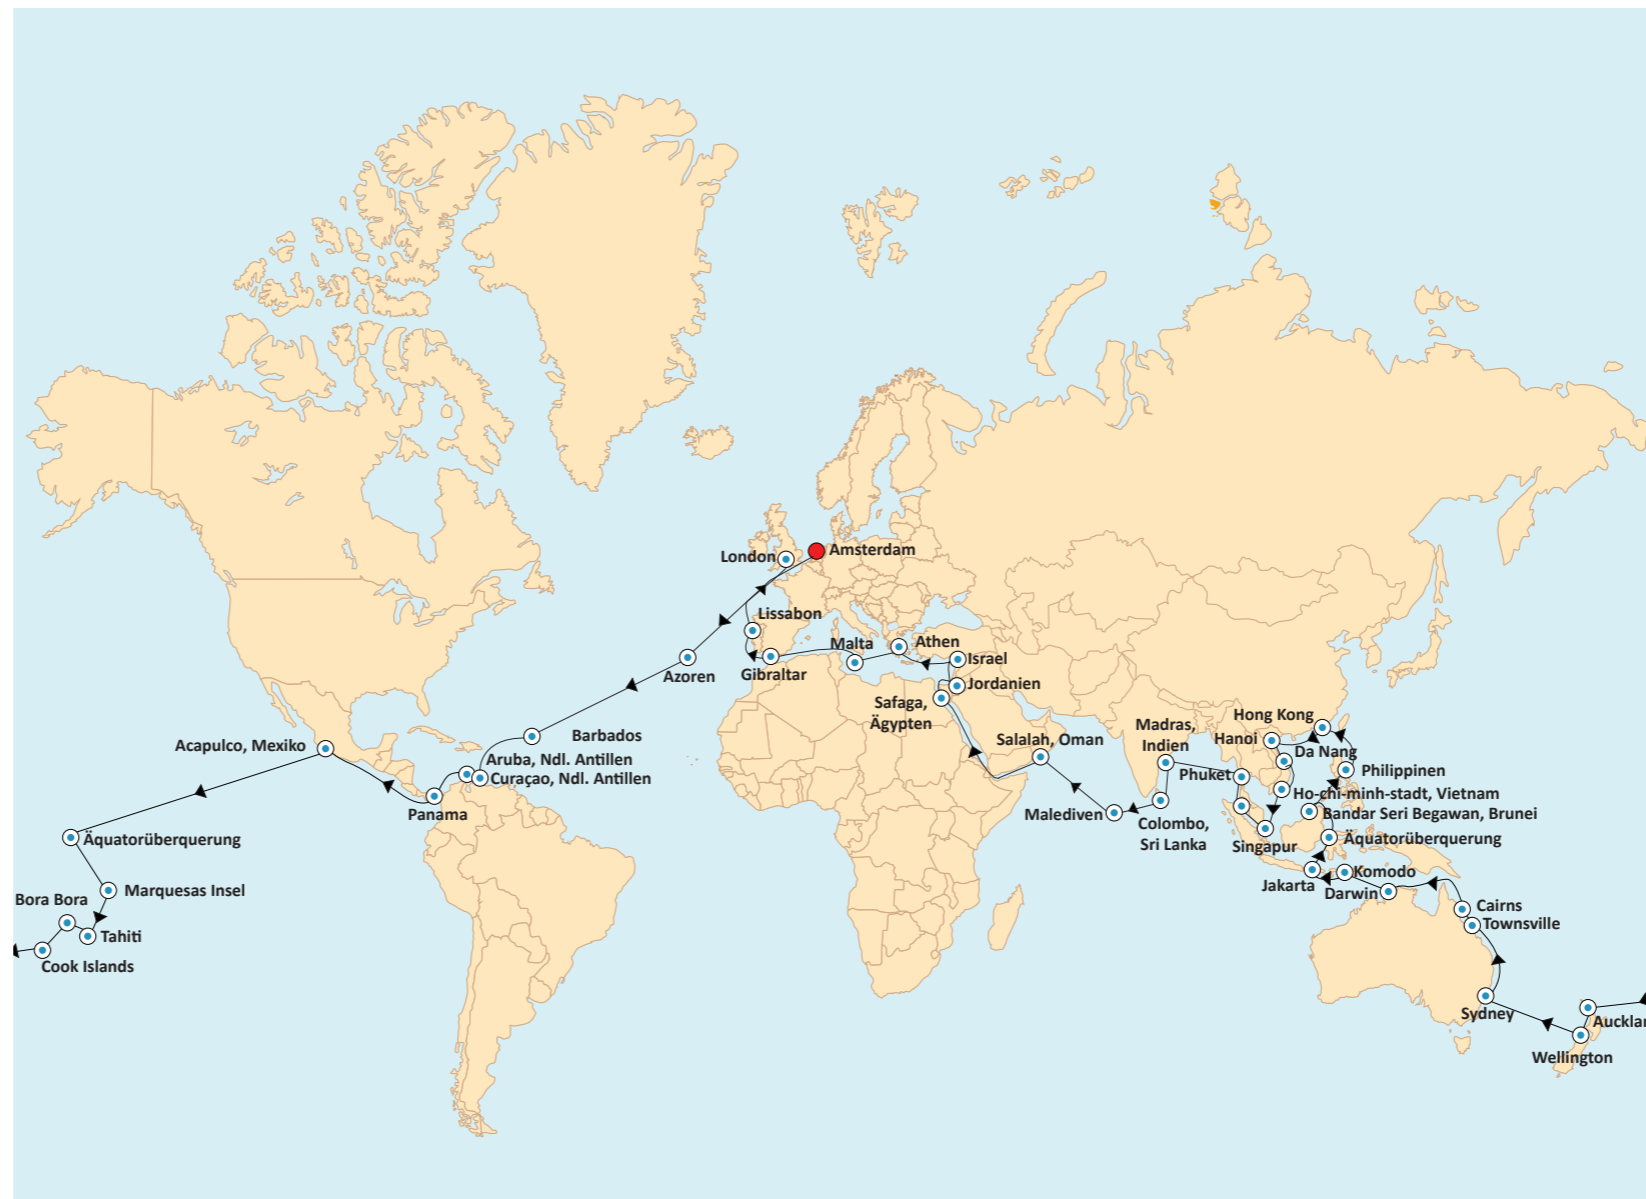 Amsterdam
London
Lissabon
Azoren
Gibraltar
Malta
Athen
Israel
Jordanien
Safaga,
Ägypten
Salalah, Oman
Barbados
Aruba, Ndl. Antillen
Curaçao, Ndl. Antillen
Acapulco, Mexiko
Panama
Äquatorüberquerung
Marquesas Insel
Bora Bora
Tahiti
Cook Islands
Madras,
Indien
Malediven
Colombo,
Sri Lanka
Phuket
Hong Kong
Hanoi
Da Nang
Philippinen
Ho-chi-minh-stadt, Vietnam
Bandar Seri Begawan, Brunei
Singapur
Äquatorüberquerung
Jakarta
Komodo
Darwin
Cairns
Townsville
Sydney
Aucklan
Wellington